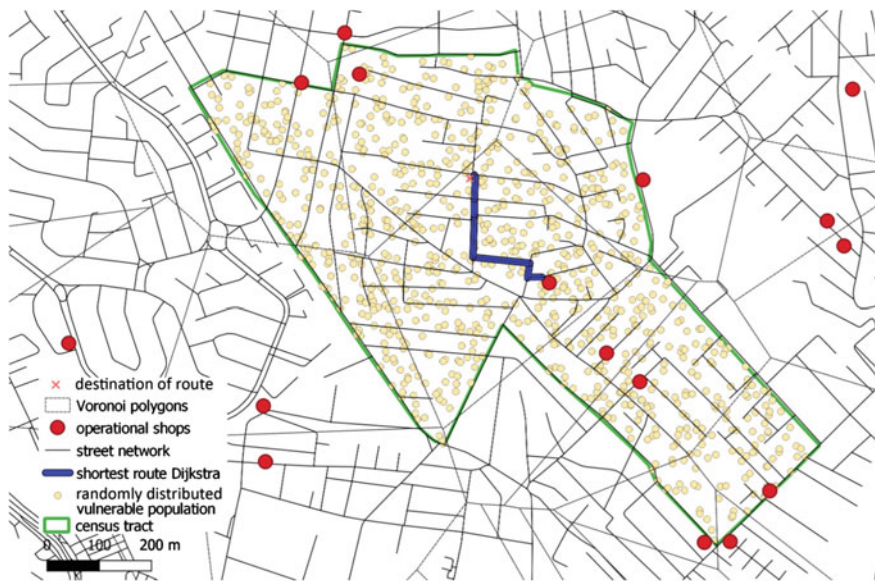 destination of route
Voronoi polygons
operational shops
street network
shortest route Dijkstra
randomly distributed
vulnerable population
census tract
0 100 200 m